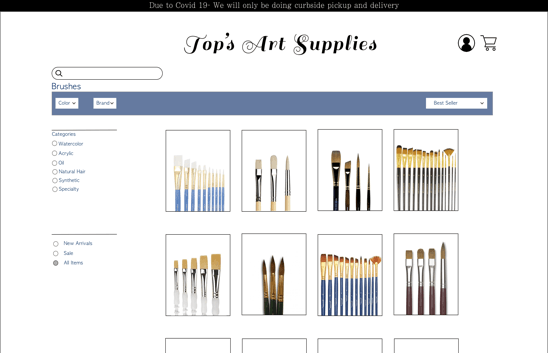 Due to Covid 19- We will only be doing curbside pickup and delivery
Top's Art Supplies
Brushes
Color
Brand
Best Seller
Categories
Watercolor
Acrylic
Oil
Natural Hair
Synthetic
Specialty
New Arrivals
Sale
All Items